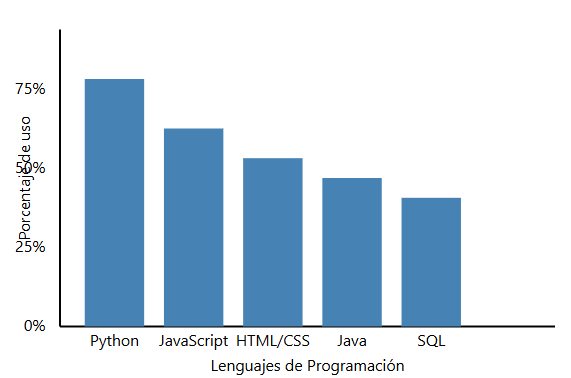 75%
50%
25%
0%
Porcentaje de uso
Python JavaScript HTML/CSS Java SQL
Lenguajes de Programación